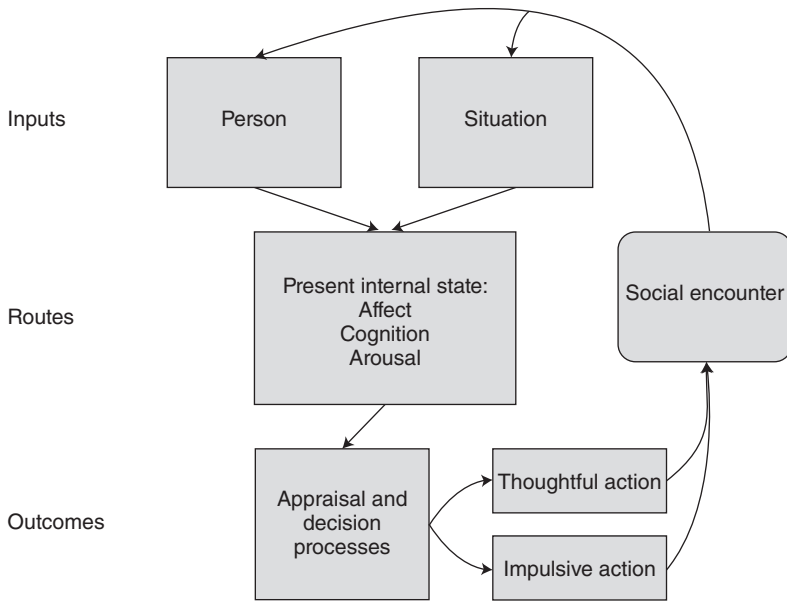 Inputs
Person
Situation
Routes
Present internal state:
Affect
Cognition
Arousal
Social encounter
Outcomes
Appraisal and
decision
processes
Thoughtful action
Impulsive action